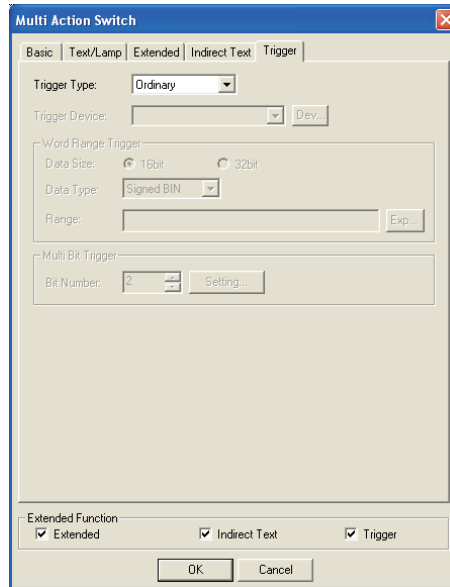 Multi Action Switch
Basic Text/Lamp Extended Indirect Text Trigger
Trigger Type: Ordinary
Trigger Device: Dev...
Word Range Trigger
Data Size: 16bit 32bit
Data Type: Signed BIN
Range: Exp...
Multi Bit Trigger
Bit Number: 2 Setting...
Extended Function
Extended Indirect Text Trigger
OK Cancel